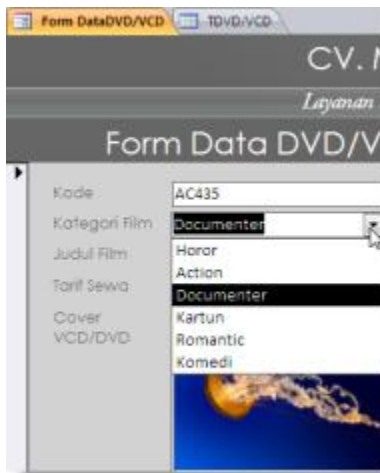 Form DataDVD/VCD TDVD/VCD
CV.
Layanan
Form Data DVD/V
Kode AC435
Kategori Film Documenter
Judul Film
Tarif Sewa
Cover
VCD/DVD
Horor
Action
Documenter
Kartun
Romantic
Komedi